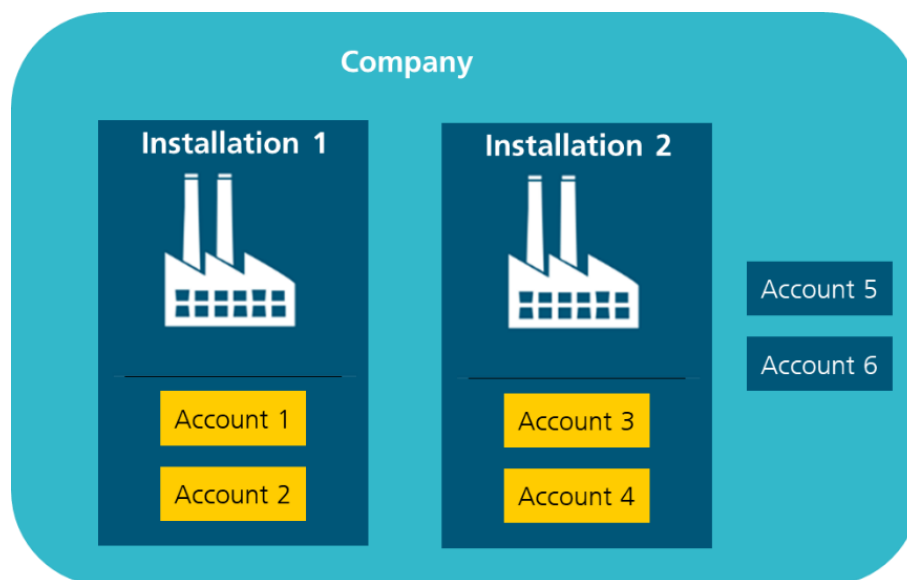 Company
Installation 1
Account 1
Account 2
Installation 2
Account 3
Account 4
Account 5
Account 6